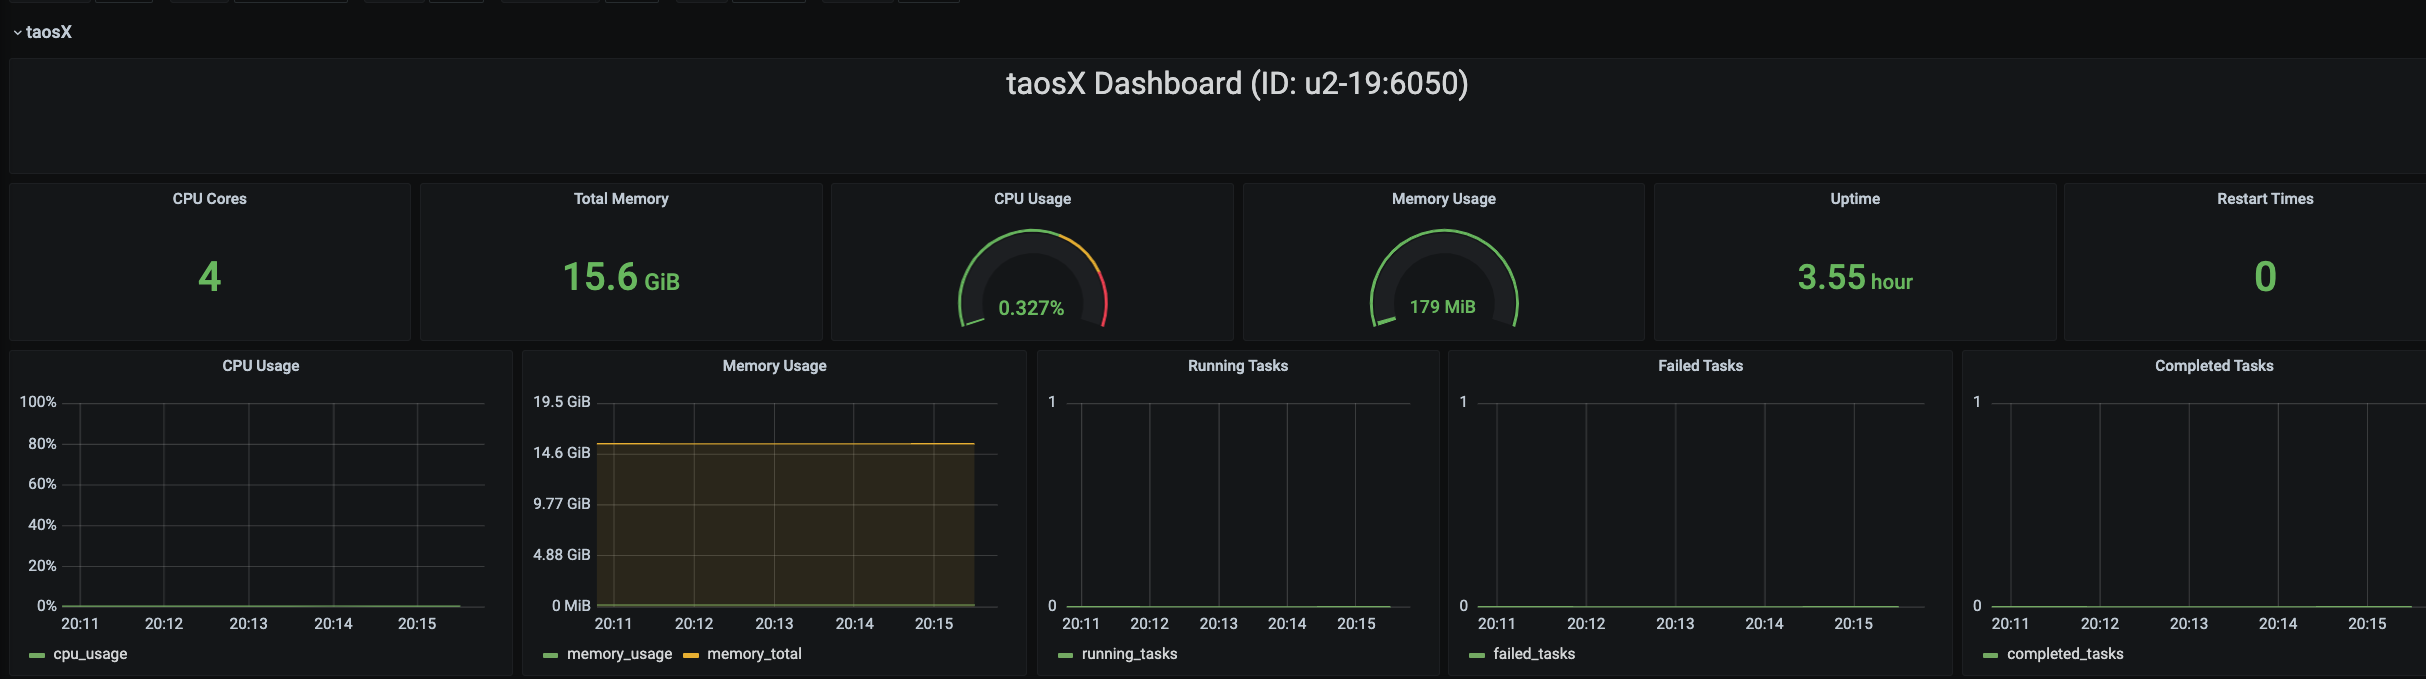 taosX
taosX Dashboard (ID: u2-19:6050)
CPU Cores
4
Total Memory
15.6 GiB
CPU Usage
0.327%
Memory Usage
179 MiB
Uptime
3.55 hour
Restart Times
0
CPU Usage
100%
80%
60%
40%
20%
0%
20:11 20:12 20:13 20:14 20:15
cpu_usage
Memory Usage
19.5 GiB
14.6 GiB
9.77 GiB
4.88 GiB
0 MiB
20:11 20:12 20:13 20:14 20:15
memory_usage memory_total
Running Tasks
1
0
20:11 20:12 20:13 20:14 20:15
running_tasks
Failed Tasks
1
0
20:11 20:12 20:13 20:14 20:15
failed_tasks
Completed Tasks
1
0
20:11 20:12 20:13 20:14 20:15
completed_tasks